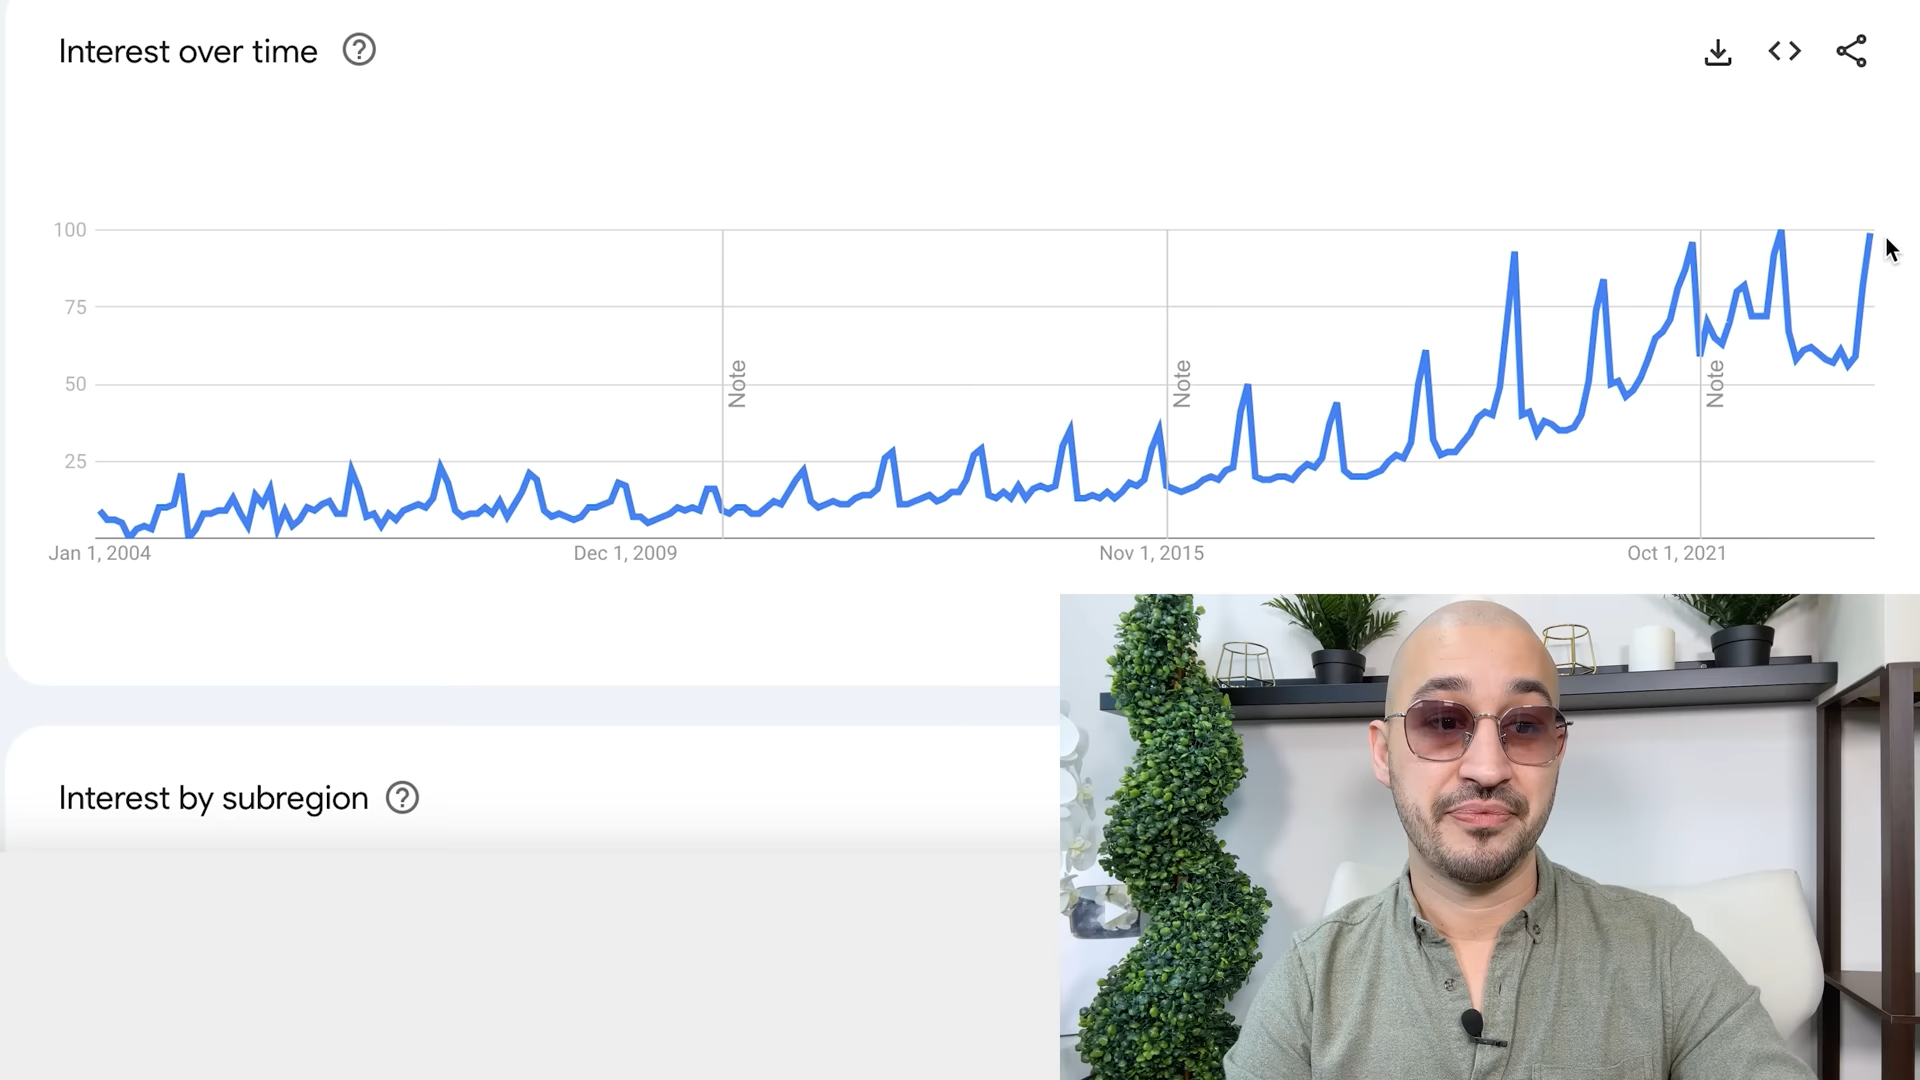 Interest over time
100
75
50
25
Note
Note
Note
Jan 1, 2004
Dec 1, 2009
Nov 1, 2015
Oct 1, 2021
Interest by subregion